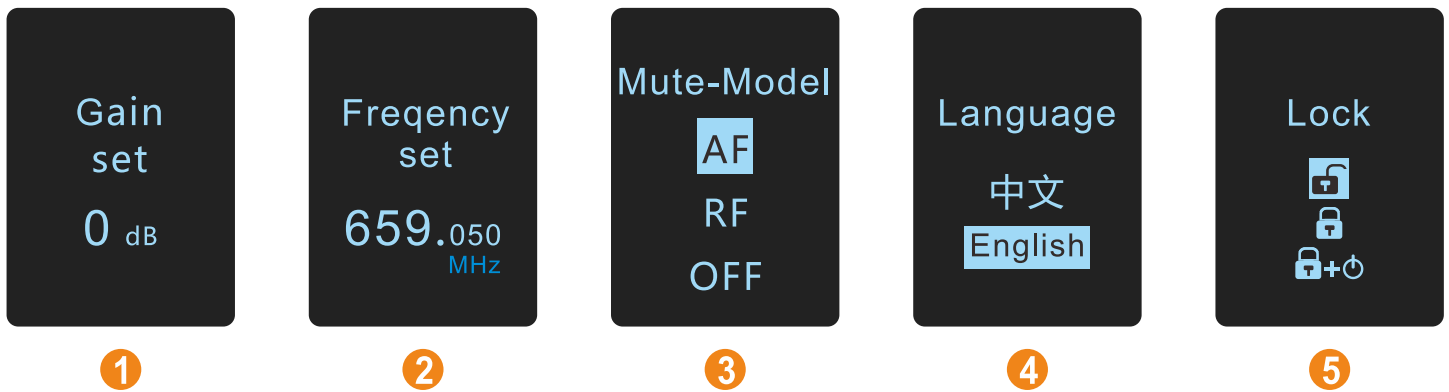 Gain
set
0 dB
1
Freqency
set
659.050
MHz
2
Mute-Model
AF
RF
OFF
3
Language
中文
English
4
Lock
+
5